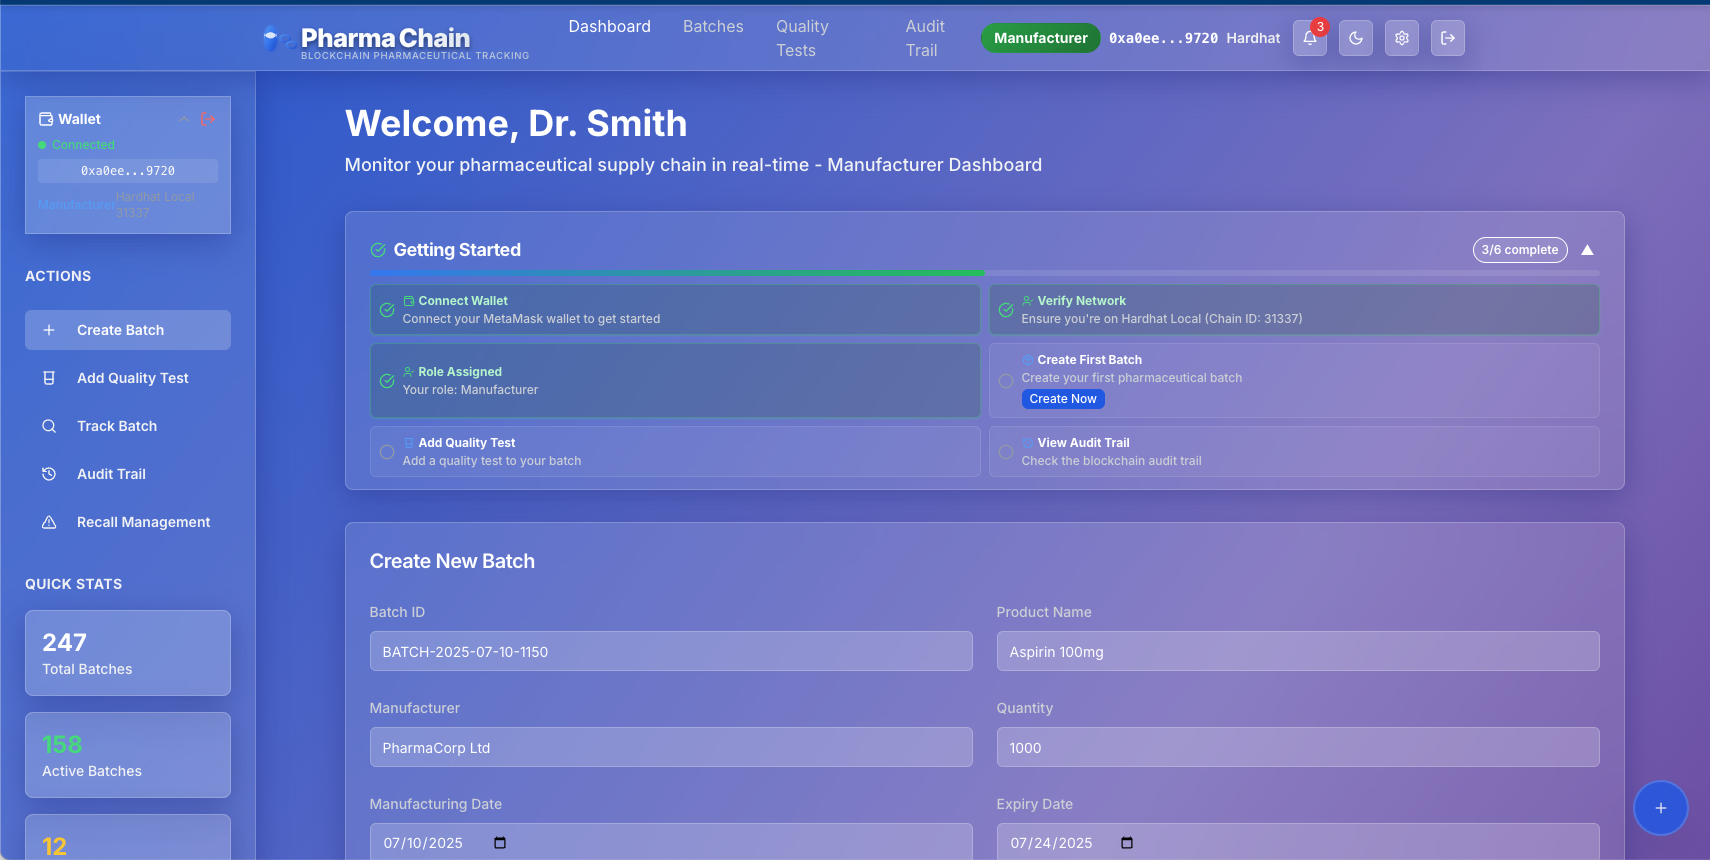 Pharma Chain
BLOCKCHAIN PHARMACEUTICAL TRACKING
Dashboard
Batches
Quality
Tests
Audit
Trail
Manufacturer
0xa0ee...9720
Hardhat
3
Wallet
Connected
0xa0ee...9720
Manufacturer
Hardhat Local
31337
ACTIONS
Create Batch
Add Quality Test
Track Batch
Audit Trail
Recall Management
QUICK STATS
247
Total Batches
158
Active Batches
12
Welcome, Dr. Smith
Monitor your pharmaceutical supply chain in real-time - Manufacturer Dashboard
Getting Started
3/6 complete
Connect Wallet
Connect your MetaMask wallet to get started
Verify Network
Ensure you're on Hardhat Local (Chain ID: 31337)
Role Assigned
Your role: Manufacturer
Create First Batch
Create your first pharmaceutical batch
Create Now
Add Quality Test
Add a quality test to your batch
View Audit Trail
Check the blockchain audit trail
Create New Batch
Batch ID
BATCH-2025-07-10-1150
Product Name
Aspirin 100mg
Manufacturer
PharmaCorp Ltd
Quantity
1000
Manufacturing Date
07/10/2025
Expiry Date
07/24/2025